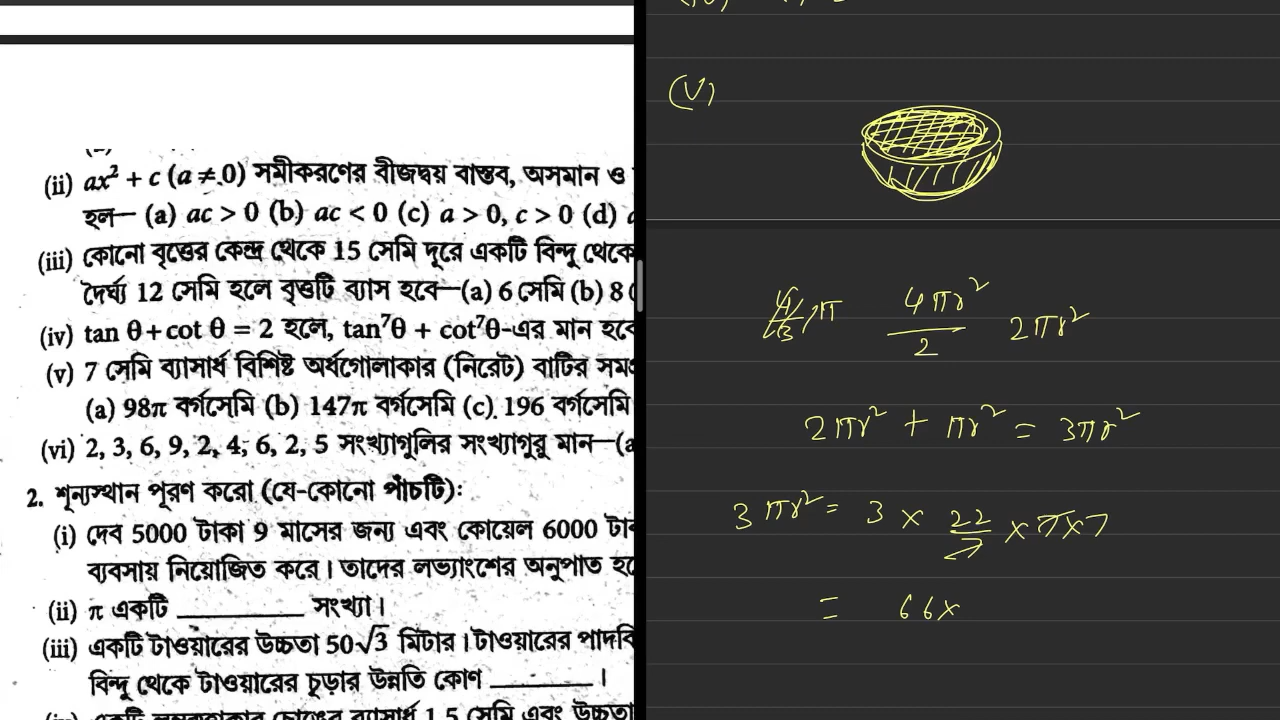 (ii) ax² + c (a ≠ 0) সমীকরণের বীজদ্বয় বাস্তব, অসমান ও
হল— (a) ac > 0 (b) ac < 0 (c) a > 0, c > 0 (d)
(iii) কোনো বৃত্তের কেন্দ্র থেকে 15 সেমি দূরে একটি বিন্দু থেকে
দৈর্ঘ্য 12 সেমি হলে বৃত্তটি ব্যাস হবে—(a) 6 সেমি (b) 8
(iv) tan θ + cot θ = 2 হলে, tan⁷θ + cot⁷θ-এর মান হবে
(v) 7 সেমি ব্যাসার্ধ বিশিষ্ট অর্ধগোলাকার (নিরেট) বাটির
(a) 98π বর্গসেমি (b) 147π বর্গসেমি (c) 196 বর্গসেমি
(vi) 2, 3, 6, 9, 2, 4, 6, 2, 5 সংখ্যাগুলির সংখ্যাগুরু মান—(a
2. শূন্যস্থান পূরণ করো (যে-কোনো পাঁচটি):
(i) দেব 5000 টাকা 9 মাসের জন্য এবং কোয়েল 6000
ব্যবসায় নিয়োজিত করে। তাদের লভ্যাংশের অনুপাত
(ii) π একটি ________ সংখ্যা।
(iii) একটি টাওয়ারের উচ্চতা 50√3 মিটার। টাওয়ারের
বিন্দু থেকে টাওয়ারের চূড়ার উন্নতি কোণ ________।
(V)
4πr²/2 2πr²
2πr² + πr² = 3πr²
3πr² = 3 × 22/7 × 7 × 7
= 66×